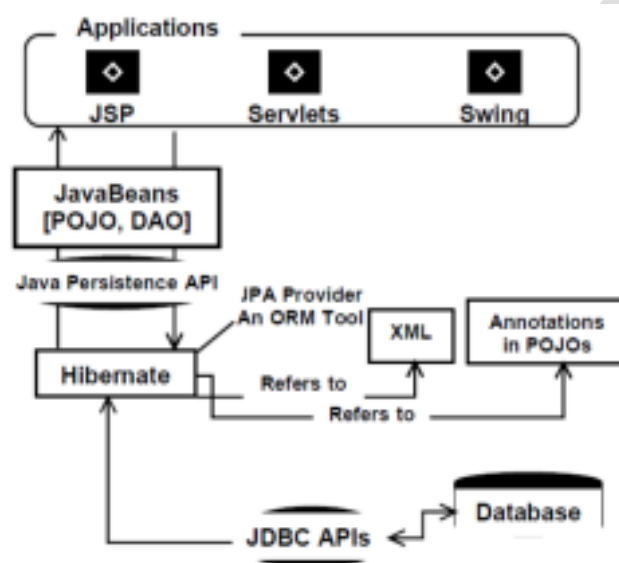 Applications
JSP
Servlets
Swing
JavaBeans
[POJO, DAO]
Java Persistence API
JPA Provider
An ORM Tool
XML
Annotations
in POJOs
Hibernate
Refers to
Refers to
Database
JDBC APIs